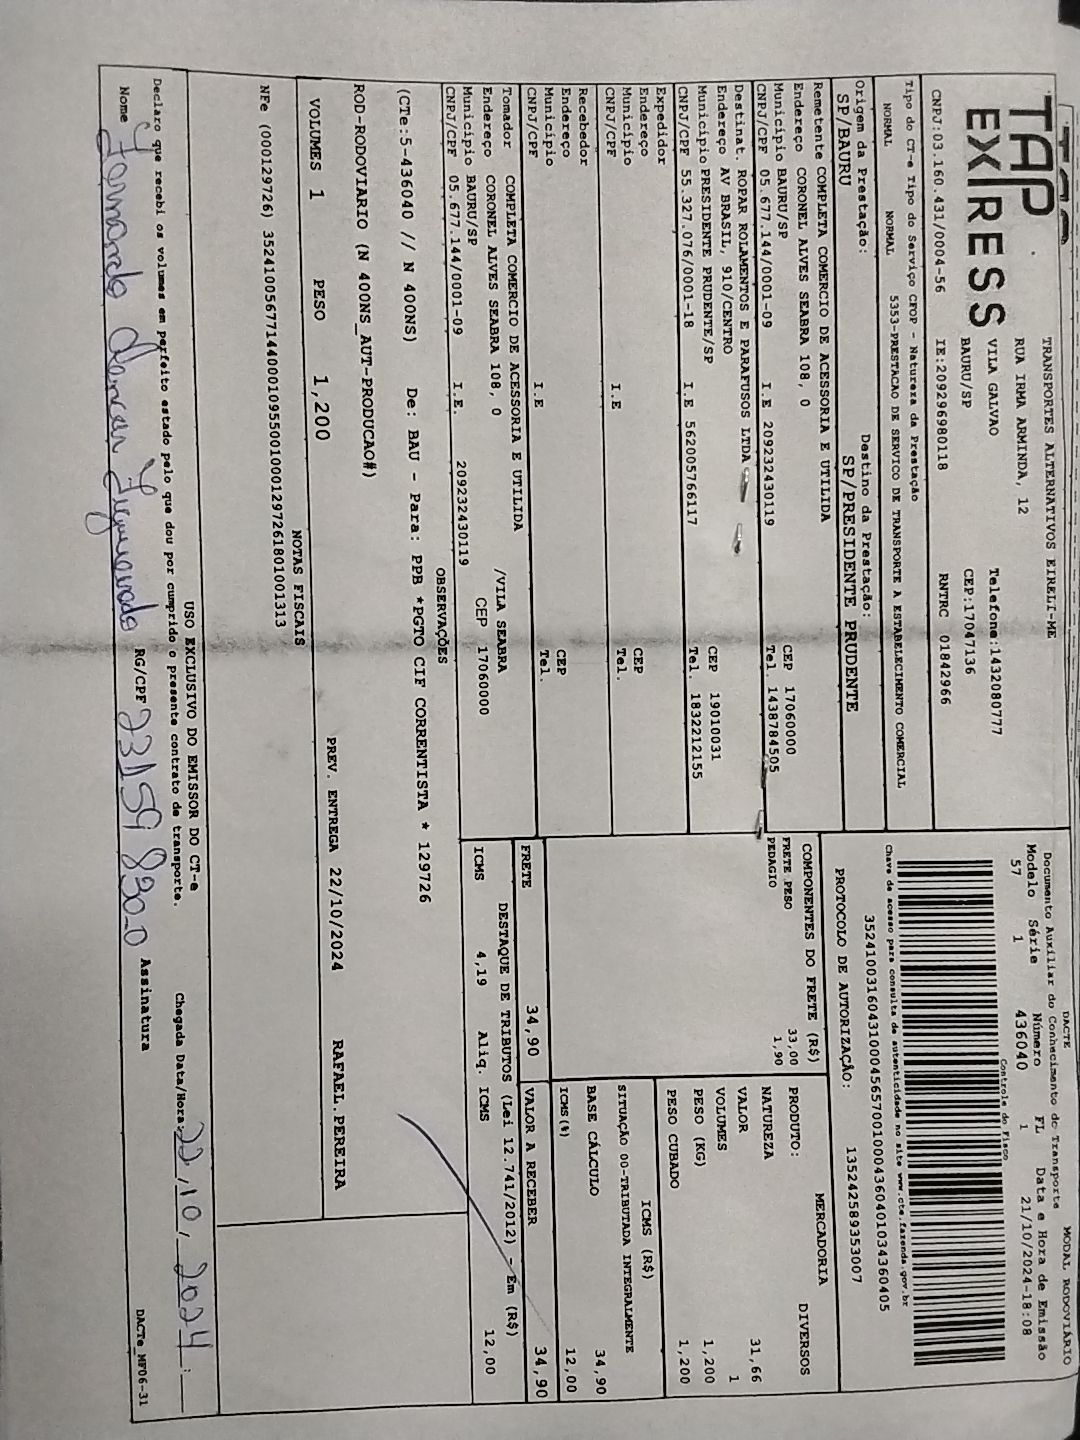 TAP EXPRESS
TRANSPORTES ALTERNATIVOS EIRELI-ME
RUA IRMA ARMINDA, 12
VILA GALVAO Telefone:1432080777
BAURU/SP CEP:17047136
CNPJ:03.160.431/0004-56 IE:209296980118 RNTRC 01842966
DACTE MODAL RODOVIÁRIO
Documento Auxiliar do Conhecimento de Transporte
Modelo Série Número FL Data e Hora de Emissão
57 1 436040 1 21/10/2024-18:08
Controle do Fisco
Chave de acesso para consulta de autenticidade no site www.cte.fazenda.gov.br
35241003160431000456570010004360401034360405
PROTOCOLO DE AUTORIZAÇÃO: 135242589353007
Tipo do CT-e Tipo do Serviço CFOP - Natureza da Prestação
NORMAL NORMAL 5353-PRESTACAO DE SERVICO DE TRANSPORTE A ESTABELECIMENTO COMERCIAL
Origem da Prestação: Destino da Prestação:
SP/BAURU SP/PRESIDENTE PRUDENTE
Remetente COMPLETA COMERCIO DE ACESSORIA E UTILIDA
Endereço CORONEL ALVES SEABRA 108, 0
Município BAURU/SP CEP 17060000
CNPJ/CPF 05.677.144/0001-09 I.E 209232430119 Tel. 1438784505
Destinat. ROPAR ROLAMENTOS E PARAFUSOS LTDA
Endereço AV BRASIL, 910/CENTRO
Município PRESIDENTE PRUDENTE/SP CEP 19010031
CNPJ/CPF 55.327.076/0001-18 I.E 562005766117 Tel. 1832212155
Expedidor
Endereço
Município CEP
CNPJ/CPF I.E Tel.
Recebedor
Endereço
Município CEP
CNPJ/CPF I.E Tel.
Tomador COMPLETA COMERCIO DE ACESSORIA E UTILIDA
Endereço CORONEL ALVES SEABRA 108, 0 /VILA SEABRA
Município BAURU/SP CEP 17060000
CNPJ/CPF 05.677.144/0001-09 I.E. 209232430119
COMPONENTES DO FRETE (R$)
FRETE PESO 33,00
PEDAGIO 1,90
PRODUTO: MERCADORIA
NATUREZA DIVERSOS
VALOR 31,66
VOLUMES 1
PESO (KG) 1,200
PESO CUBADO 1,200
ICMS (R$)
SITUAÇÃO 00-TRIBUTADA INTEGRALMENTE
BASE CÁLCULO 34,90
ICMS (%) 12,00
FRETE 34,90 VALOR A RECEBER 34,90
DESTAQUE DE TRIBUTOS (Lei 12.741/2012) - Em (R$)
ICMS 4,19 Aliq. ICMS 12,00
OBSERVAÇÕES
(CTe:5-436040 // N 400NS) De: BAU - Para: PPB *PGTO CIF CORRENTISTA * 129726
ROD-RODOVIARIO (N 400NS_AUT-PRODUCAO#)
VOLUMES 1 PESO 1,200 PREV. ENTREGA 22/10/2024 RAFAEL.PEREIRA
NOTAS FISCAIS
NFe (000129726) 35241005677144000109550010001297261801001313
USO EXCLUSIVO DO EMISSOR DO CT-e
Declaro que recebi os volumes em perfeito estado pelo que dou por cumprido o presente contrato de transporte. Chegada Data/Hora: 22/10/2024 :
Nome Fernando Figueiredo RG/CPF 23159830-0 Assinatura
DACTe_MF06-31